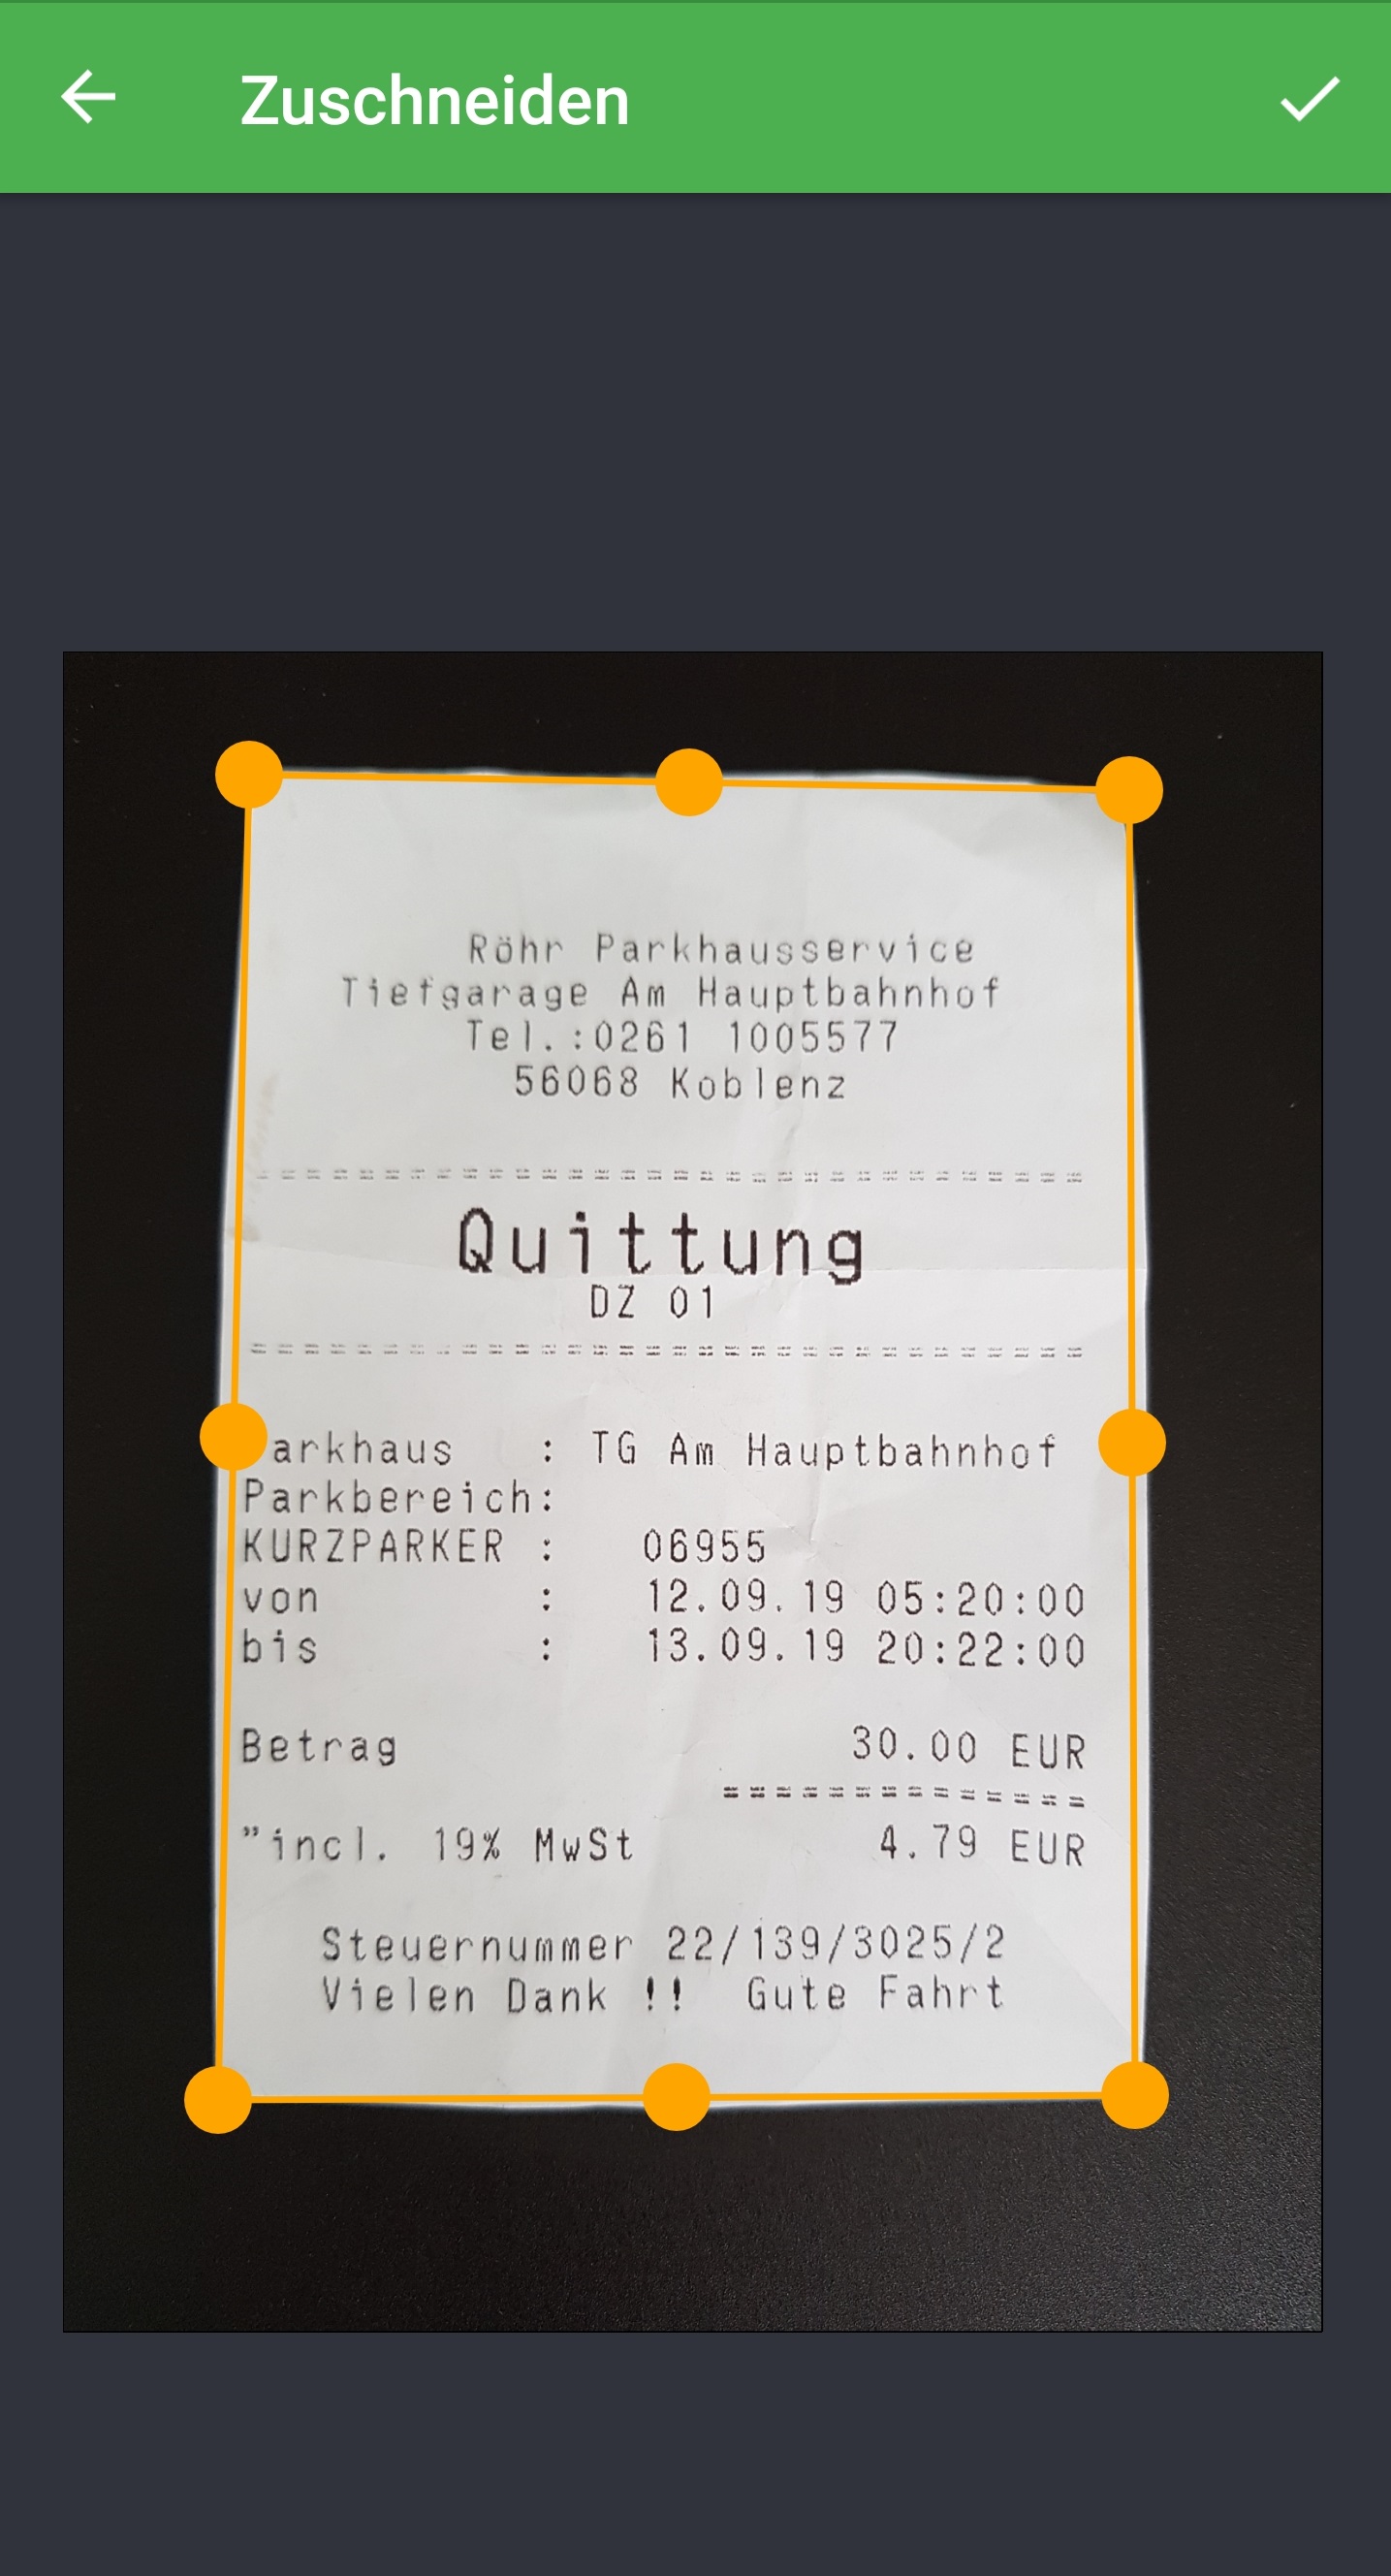 Zuschneiden
Röhr Parkhausservice
Tiefgarage Am Hauptbahnhof
Tel.:0261 1005577
56068 Koblenz
Quittung
DZ 01
arkhaus : TG Am Hauptbahnhof
Parkbereich:
KURZPARKER : 06955
von : 12.09.19 05:20:00
bis : 13.09.19 20:22:00
Betrag 30.00 EUR
=============
"incl. 19% MwSt 4.79 EUR
Steuernummer 22/139/3025/2
Vielen Dank !! Gute Fahrt